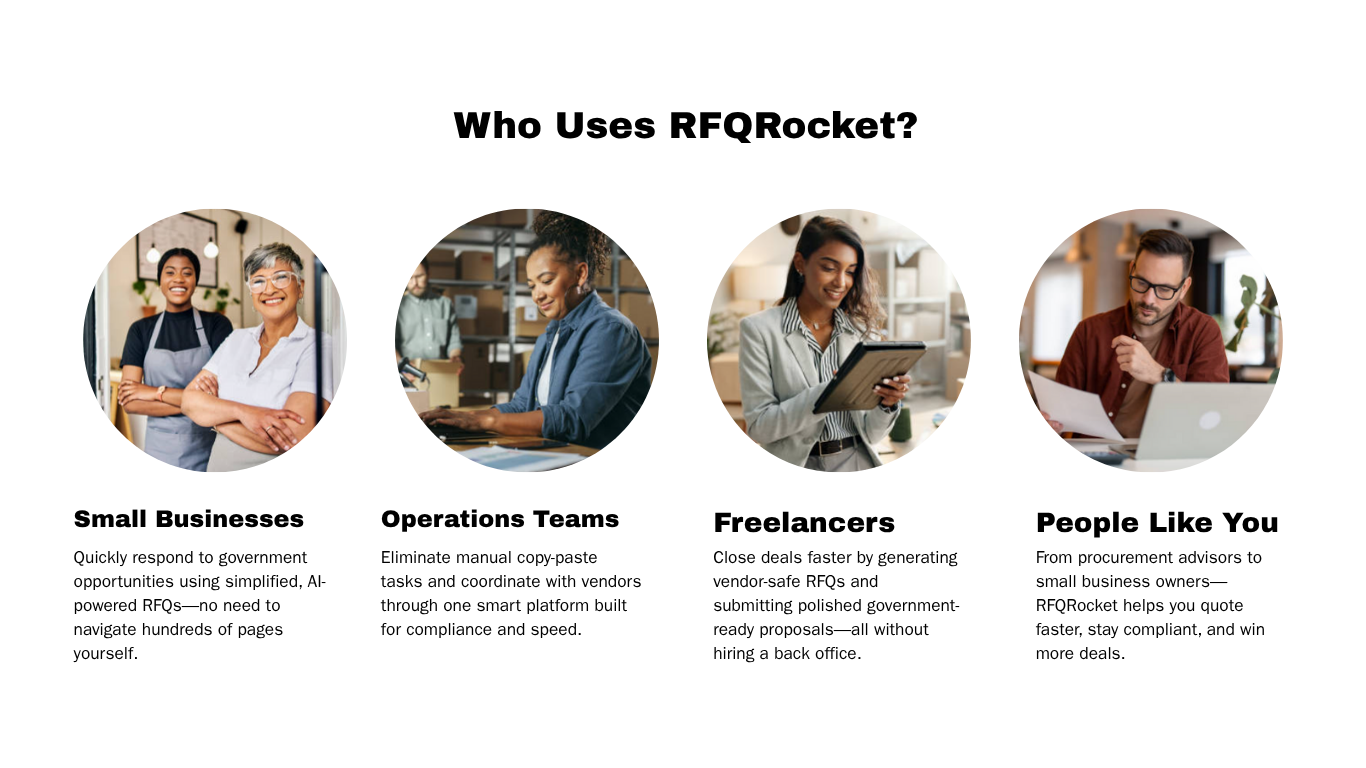 Who Uses RFQRocket?
Small Businesses
Quickly respond to government
opportunities using simplified, AI-
powered RFQs—no need to
navigate hundreds of pages
yourself.
Operations Teams
Eliminate manual copy-paste
tasks and coordinate with vendors
through one smart platform built
for compliance and speed.
Freelancers
Close deals faster by generating
vendor-safe RFQs and
submitting polished government-
ready proposals—all without
hiring a back office.
People Like You
From procurement advisors to
small business owners—
RFQRocket helps you quote
faster, stay compliant, and win
more deals.